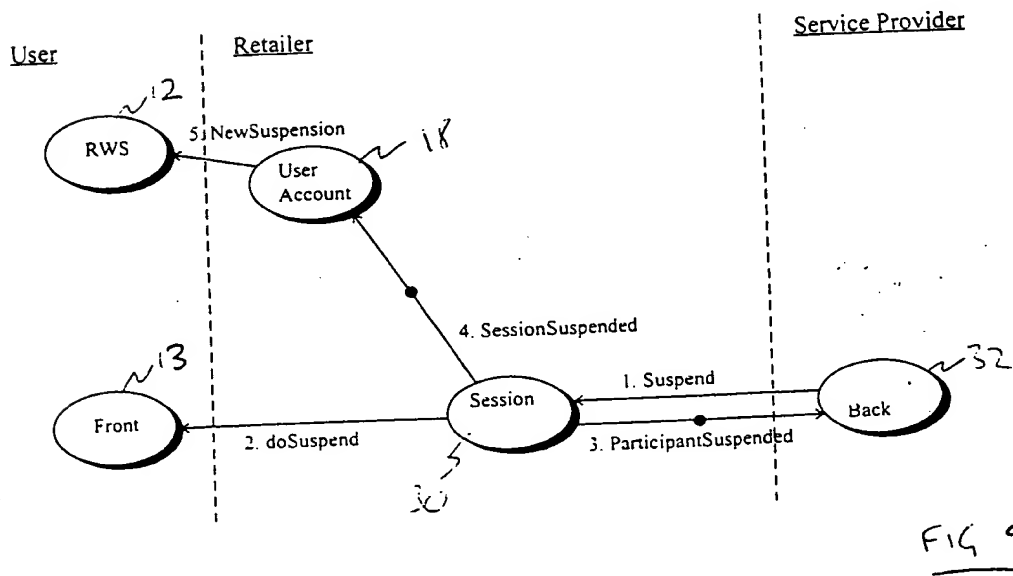 User
Retailer
Service Provider
12
RWS
5. NewSuspension
18
User
Account
4. SessionSuspended
13
Front
2. doSuspend
Session
30
1. Suspend
3. ParticipantSuspended
Back
32
FIG